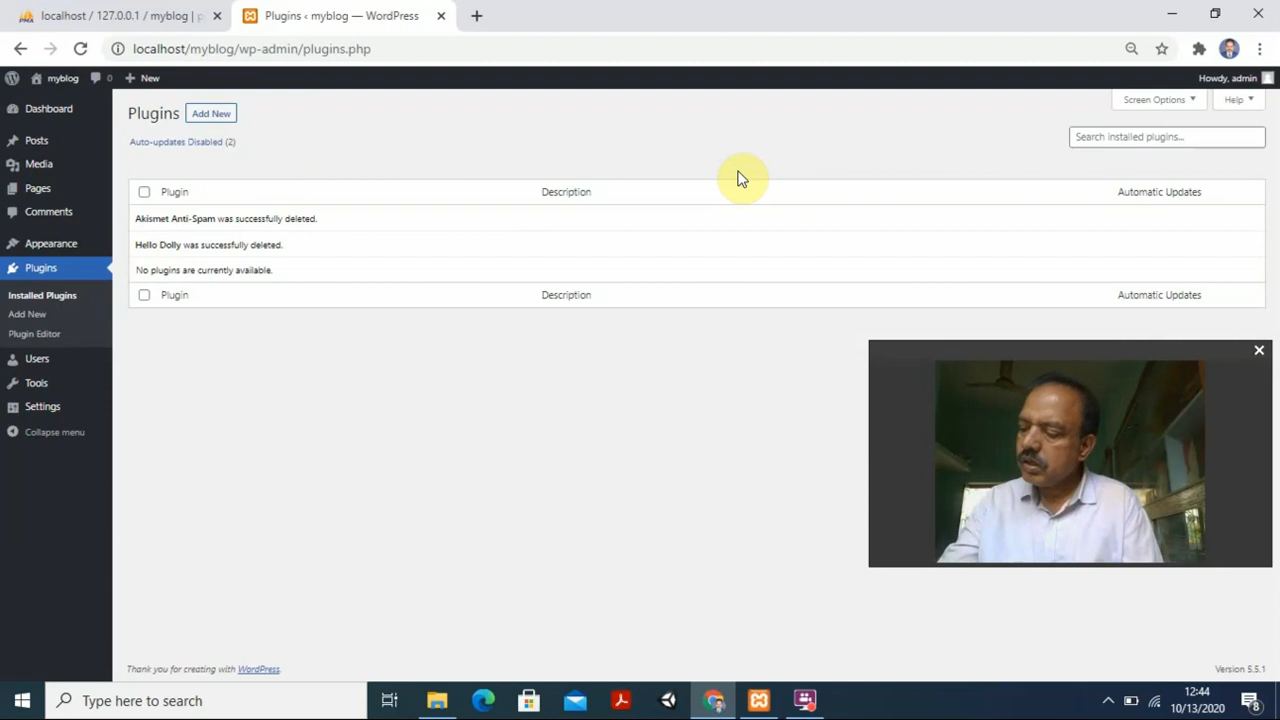 localhost / 127.0.0.1 / myblog | p
Plugins ‹ myblog — WordPress
localhost/myblog/wp-admin/plugins.php
myblog
0
New
Howdy, admin
Dashboard
Posts
Media
Pages
Comments
Appearance
Plugins
Installed Plugins
Add New
Plugin Editor
Users
Tools
Settings
Collapse menu
Plugins
Add New
Screen Options
Help
Auto-updates Disabled (2)
Search installed plugins...
Plugin Description Automatic Updates
Akismet Anti-Spam was successfully deleted.
Hello Dolly was successfully deleted.
No plugins are currently available.
Plugin Description Automatic Updates
Thank you for creating with WordPress.
Version 5.5.1
Type here to search
12:44
10/13/2020
8